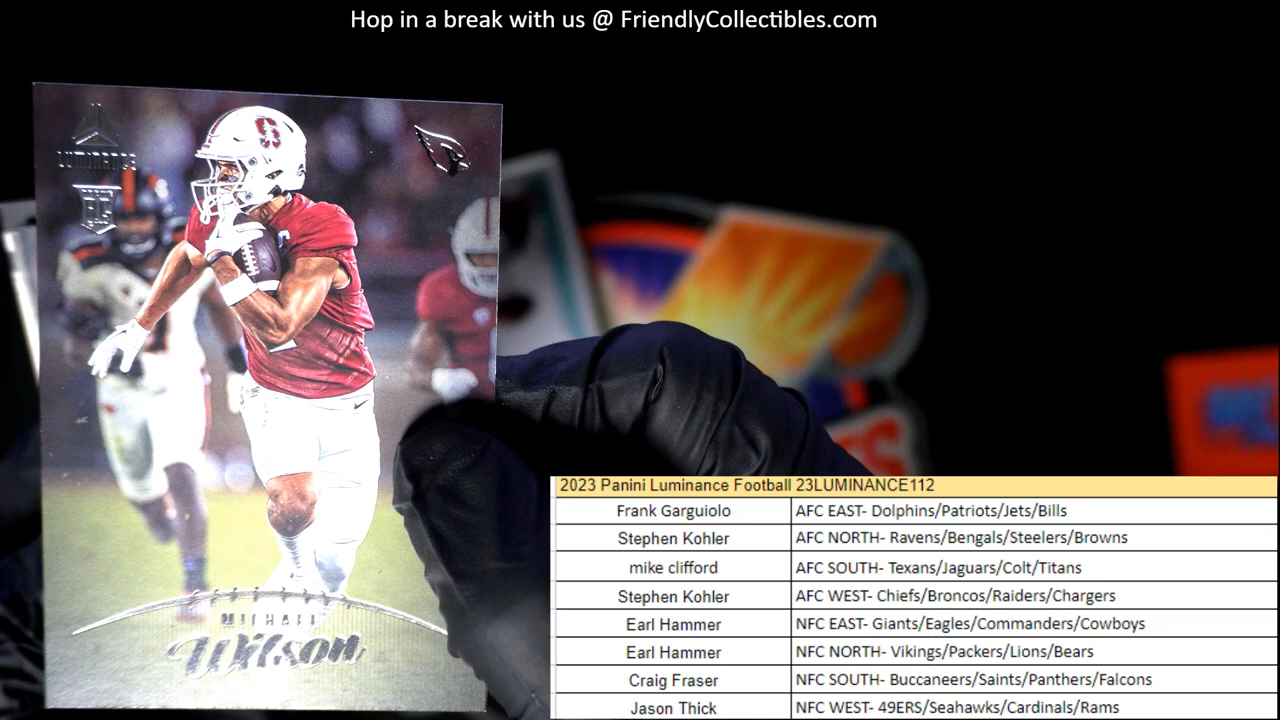 Hop in a break with us @ FriendlyCollectibles.com
LUMINANCE
RC
S
MICHAEL
Wilson
2023 Panini Luminance Football 23LUMINANCE112
Frank Garguiolo AFC EAST- Dolphins/Patriots/Jets/Bills
Stephen Kohler AFC NORTH- Ravens/Bengals/Steelers/Browns
mike clifford AFC SOUTH- Texans/Jaguars/Colt/Titans
Stephen Kohler AFC WEST- Chiefs/Broncos/Raiders/Chargers
Earl Hammer NFC EAST- Giants/Eagles/Commanders/Cowboys
Earl Hammer NFC NORTH- Vikings/Packers/Lions/Bears
Craig Fraser NFC SOUTH- Buccaneers/Saints/Panthers/Falcons
Jason Thick NFC WEST- 49ERS/Seahawks/Cardinals/Rams